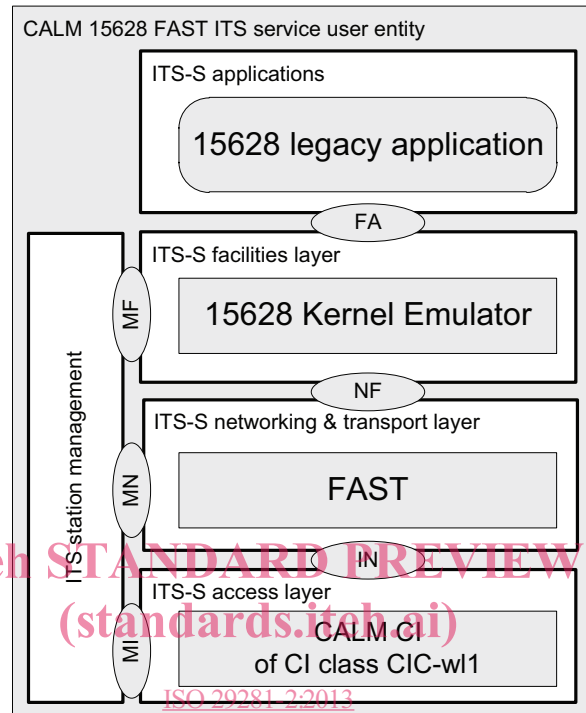 CALM 15628 FAST ITS service user entity
ITS-S applications
15628 legacy application
FA
ITS-S facilities layer
MF
15628 Kernel Emulator
NF
ITS-S networking & transport layer
MN
FAST
ITS station management
IN
eh STANDARD PREVIEW
ITS-S access layer
(standards.iteh.ai)
MI
CALM CI
of CI class CIC-wl1
ISO 29281-2:2013